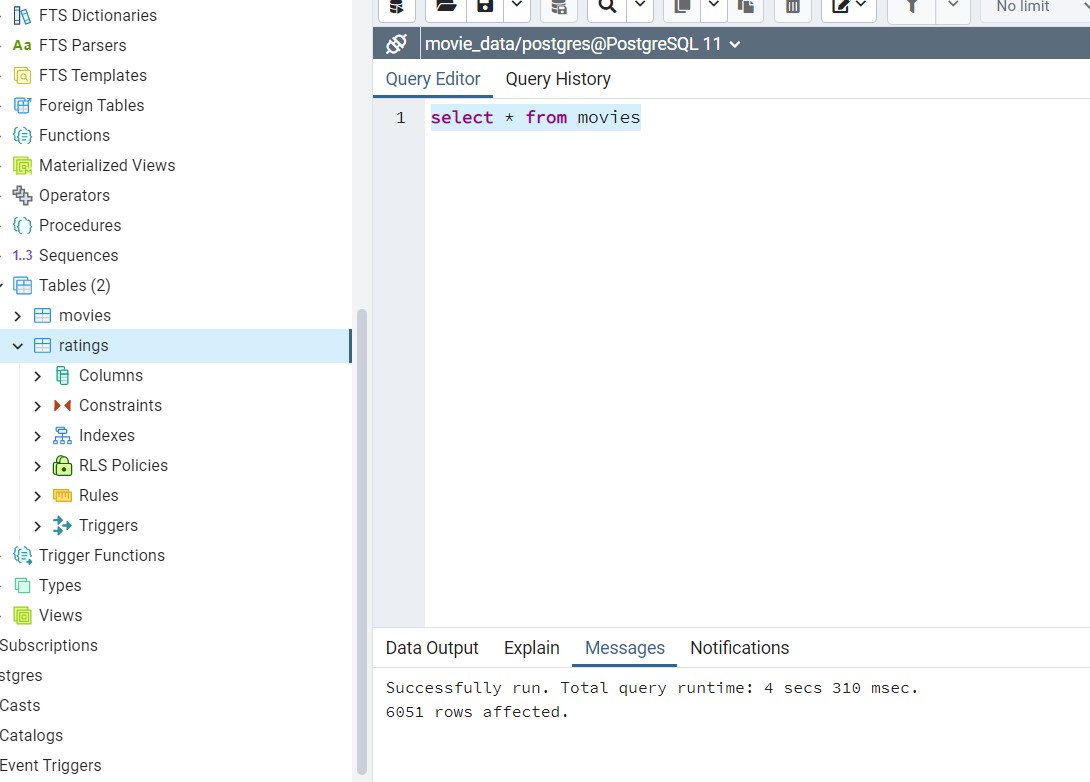 FTS Dictionaries
Aa FTS Parsers
FTS Templates
Foreign Tables
Functions
Materialized Views
Operators
Procedures
1..3 Sequences
Tables (2)
movies
ratings
Columns
Constraints
Indexes
RLS Policies
Rules
Triggers
Trigger Functions
Types
Views
Subscriptions
stgres
Casts
Catalogs
Event Triggers
No limit
movie_data/postgres@PostgreSQL 11
Query Editor Query History
1 select * from movies
Data Output Explain Messages Notifications
Successfully run. Total query runtime: 4 secs 310 msec.
6051 rows affected.